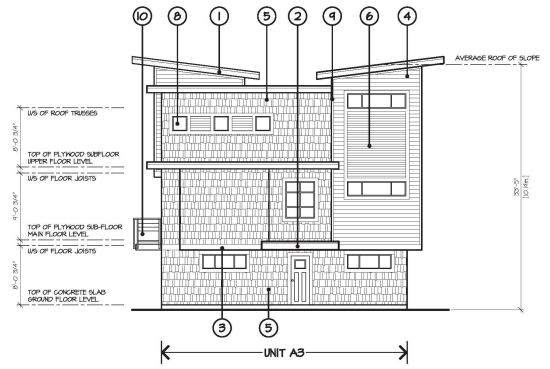 10 8 1 5 2 9 6 4
AVERAGE ROOF OF SLOPE
U/S OF ROOF TRUSSES
8'-0 3/4"
TOP OF PLYWOOD SUBFLOOR
UPPER FLOOR LEVEL
U/S OF FLOOR JOISTS
9'-0 3/4"
TOP OF PLYWOOD SUB-FLOOR
MAIN FLOOR LEVEL
U/S OF FLOOR JOISTS
8'-0 3/4"
TOP OF CONCRETE SLAB
GROUND FLOOR LEVEL
33'-5"
3 5
UNIT A3